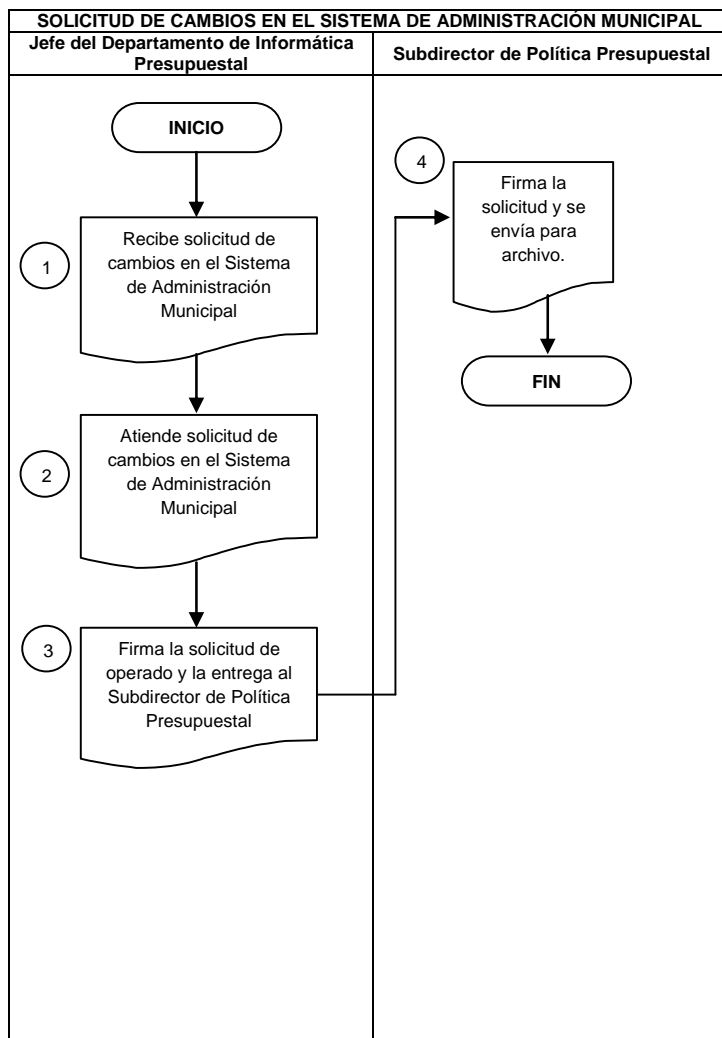 SOLICITUD DE CAMBIOS EN EL SISTEMA DE ADMINISTRACIÓN MUNICIPAL
Jefe del Departamento de Informática
Presupuestal
Subdirector de Política Presupuestal
INICIO
1
Recibe solicitud de
cambios en el Sistema
de Administración
Municipal
2
Atiende solicitud de
cambios en el Sistema
de Administración
Municipal
3
Firma la solicitud de
operado y la entrega al
Subdirector de Política
Presupuestal
4
Firma la
solicitud y se
envía para
archivo.
FIN